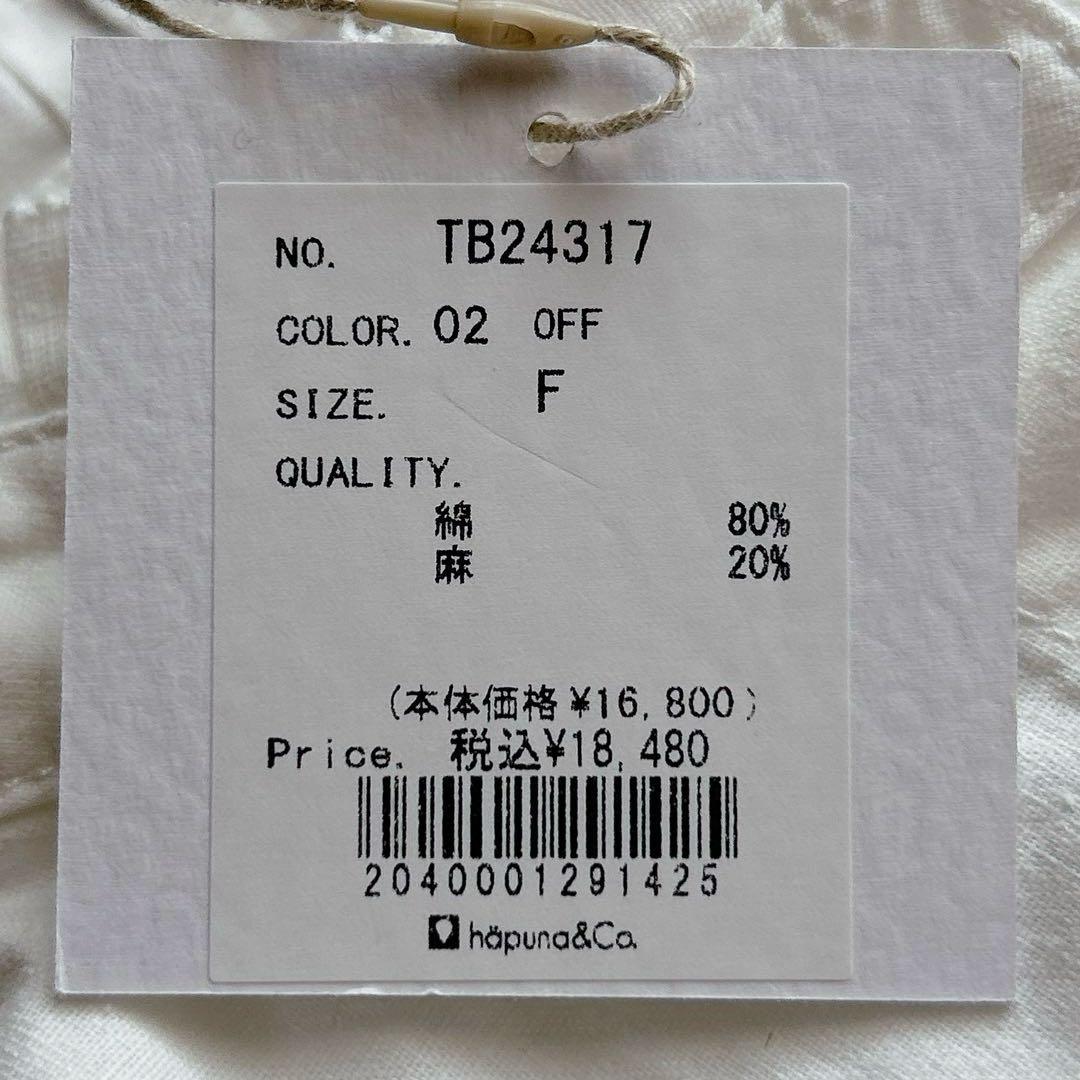 NO. TB24317
COLOR. 02 OFF
SIZE. F
QUALITY.
綿 80%
麻 20%
(本体価格 ¥16,800)
Price. 税込¥18,480
2040001291425
häpuna&Co.